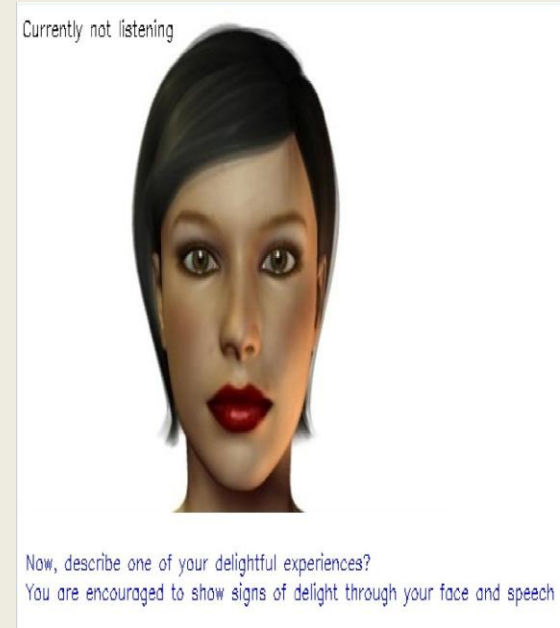 Currently not listening
Now, describe one of your delightful experiences?
You are encouraged to show signs of delight through your face and speech